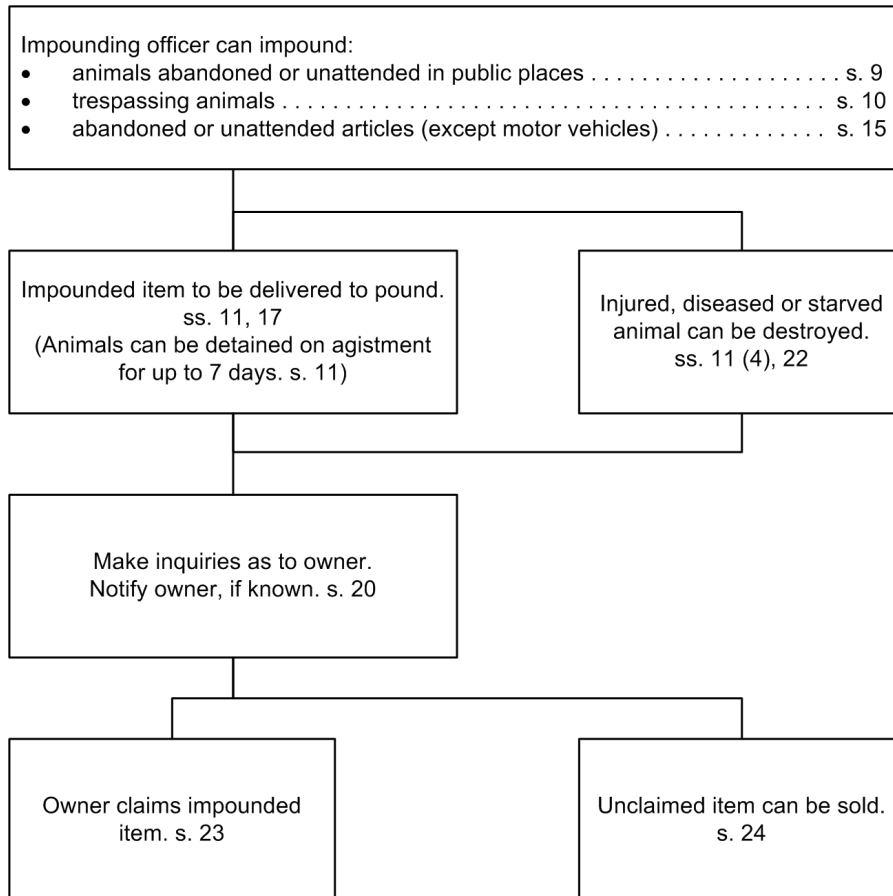 Impounding officer can impound:
• animals abandoned or unattended in public places . . . . . . . . . . . . . . . . . . . . . s. 9
• trespassing animals . . . . . . . . . . . . . . . . . . . . . . . . . . . . . . . . . . . . . . . . . s. 10
• abandoned or unattended articles (except motor vehicles) . . . . . . . . . . . . . s. 15
Impounded item to be delivered to pound.
ss. 11, 17
(Animals can be detained on agistment
for up to 7 days. s. 11)
Injured, diseased or starved
animal can be destroyed.
ss. 11 (4), 22
Make inquiries as to owner.
Notify owner, if known. s. 20
Owner claims impounded
item. s. 23
Unclaimed item can be sold.
s. 24